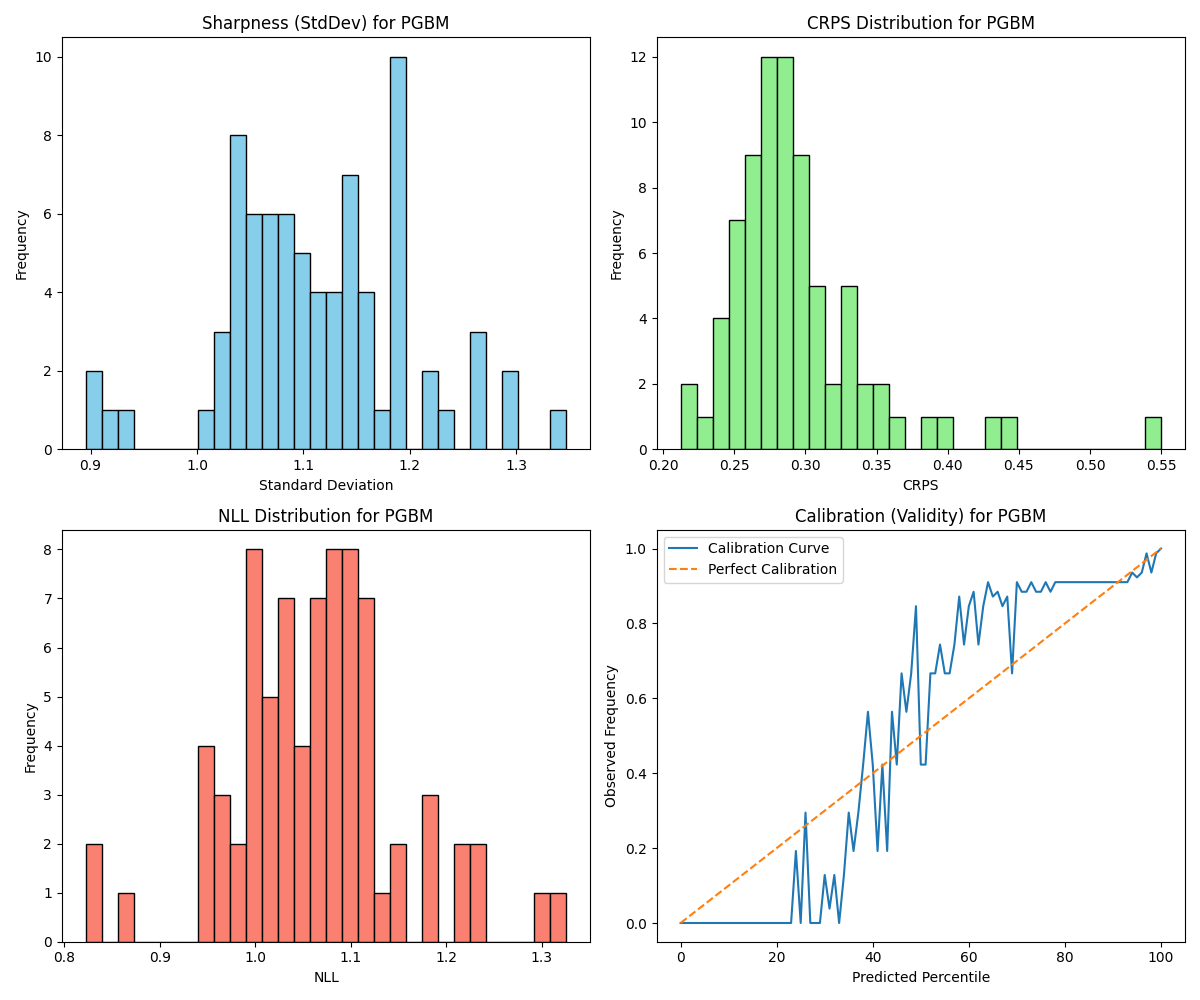 Sharpness (StdDev) for PGBM
Frequency
10
8
6
4
2
0
0.9 1.0 1.1 1.2 1.3
Standard Deviation
CRPS Distribution for PGBM
Frequency
12
10
8
6
4
2
0
0.20 0.25 0.30 0.35 0.40 0.45 0.50 0.55
CRPS
NLL Distribution for PGBM
Frequency
8
7
6
5
4
3
2
1
0
0.8 0.9 1.0 1.1 1.2 1.3
NLL
Calibration (Validity) for PGBM
Calibration Curve
Perfect Calibration
Observed Frequency
1.0
0.8
0.6
0.4
0.2
0.0
0 20 40 60 80 100
Predicted Percentile